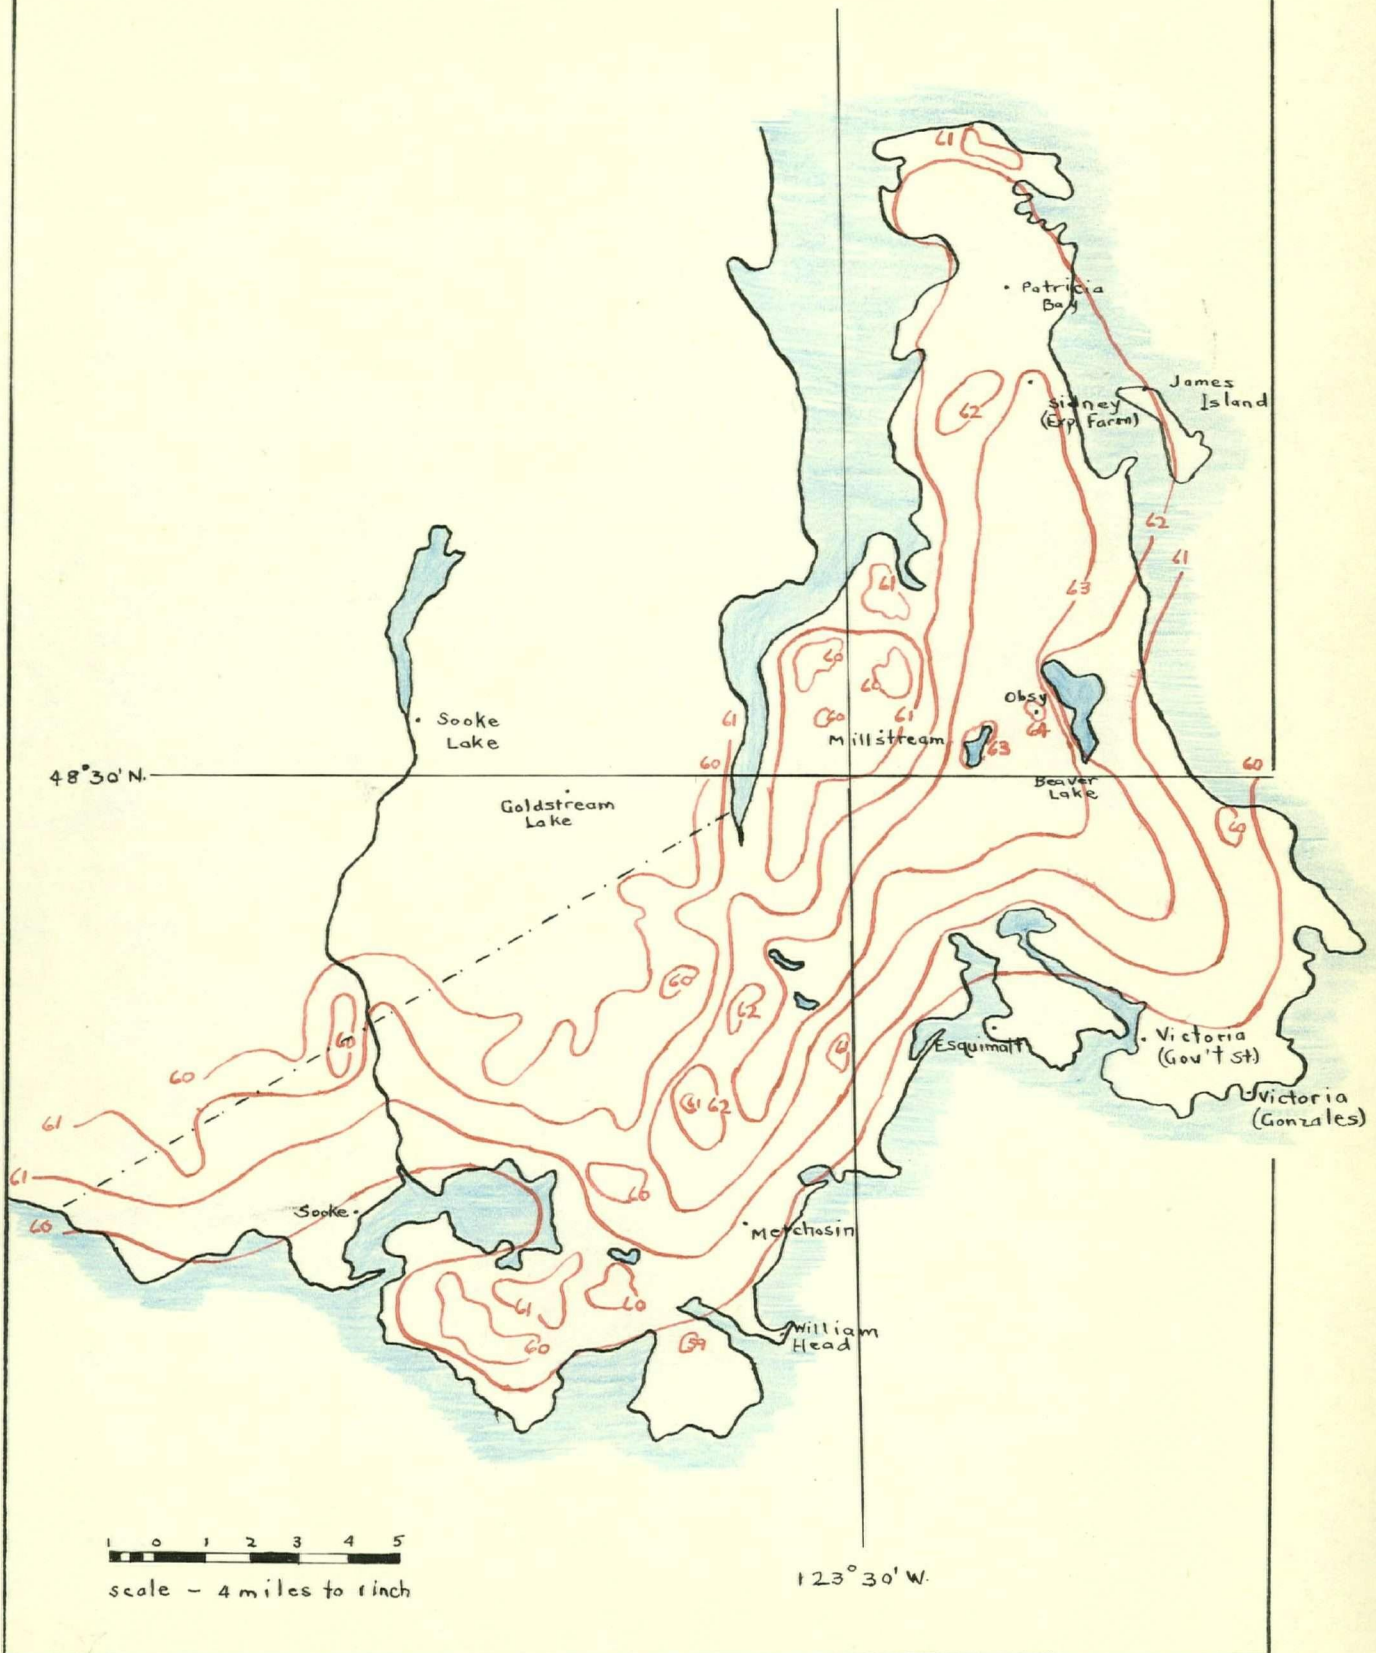 61
Patricia
Bay
James
Island
62
Sidney
(Exp. Farm)
62
61
61
63
60
60
Obsy
61
60
61
64
Sooke
Lake
Millstream
63
48°30' N.
60
60
Beaver
Lake
Goldstream
Lake
60
60
62
60
61
Esquimalt
Victoria
(Gov't St.)
60
61
62
Victoria
(Gonzales)
61
61
60
Sooke
60
Metchosin
61
60
William
Head
60
59
1 0 1 2 3 4 5
scale - 4 miles to 1 inch
123°30' W.